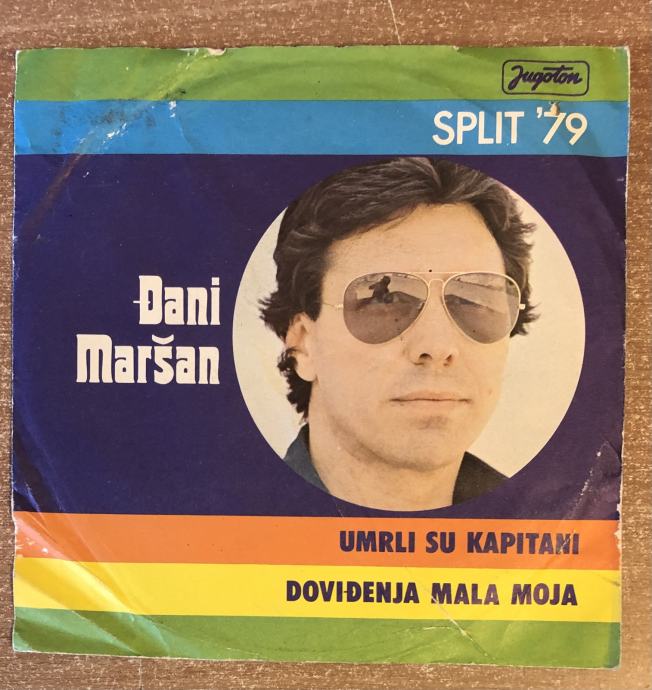 Jugoton
SPLIT '79
Đani
Maršan
UMRLI SU KAPITANI
DOVIĐENJA MALA MOJA